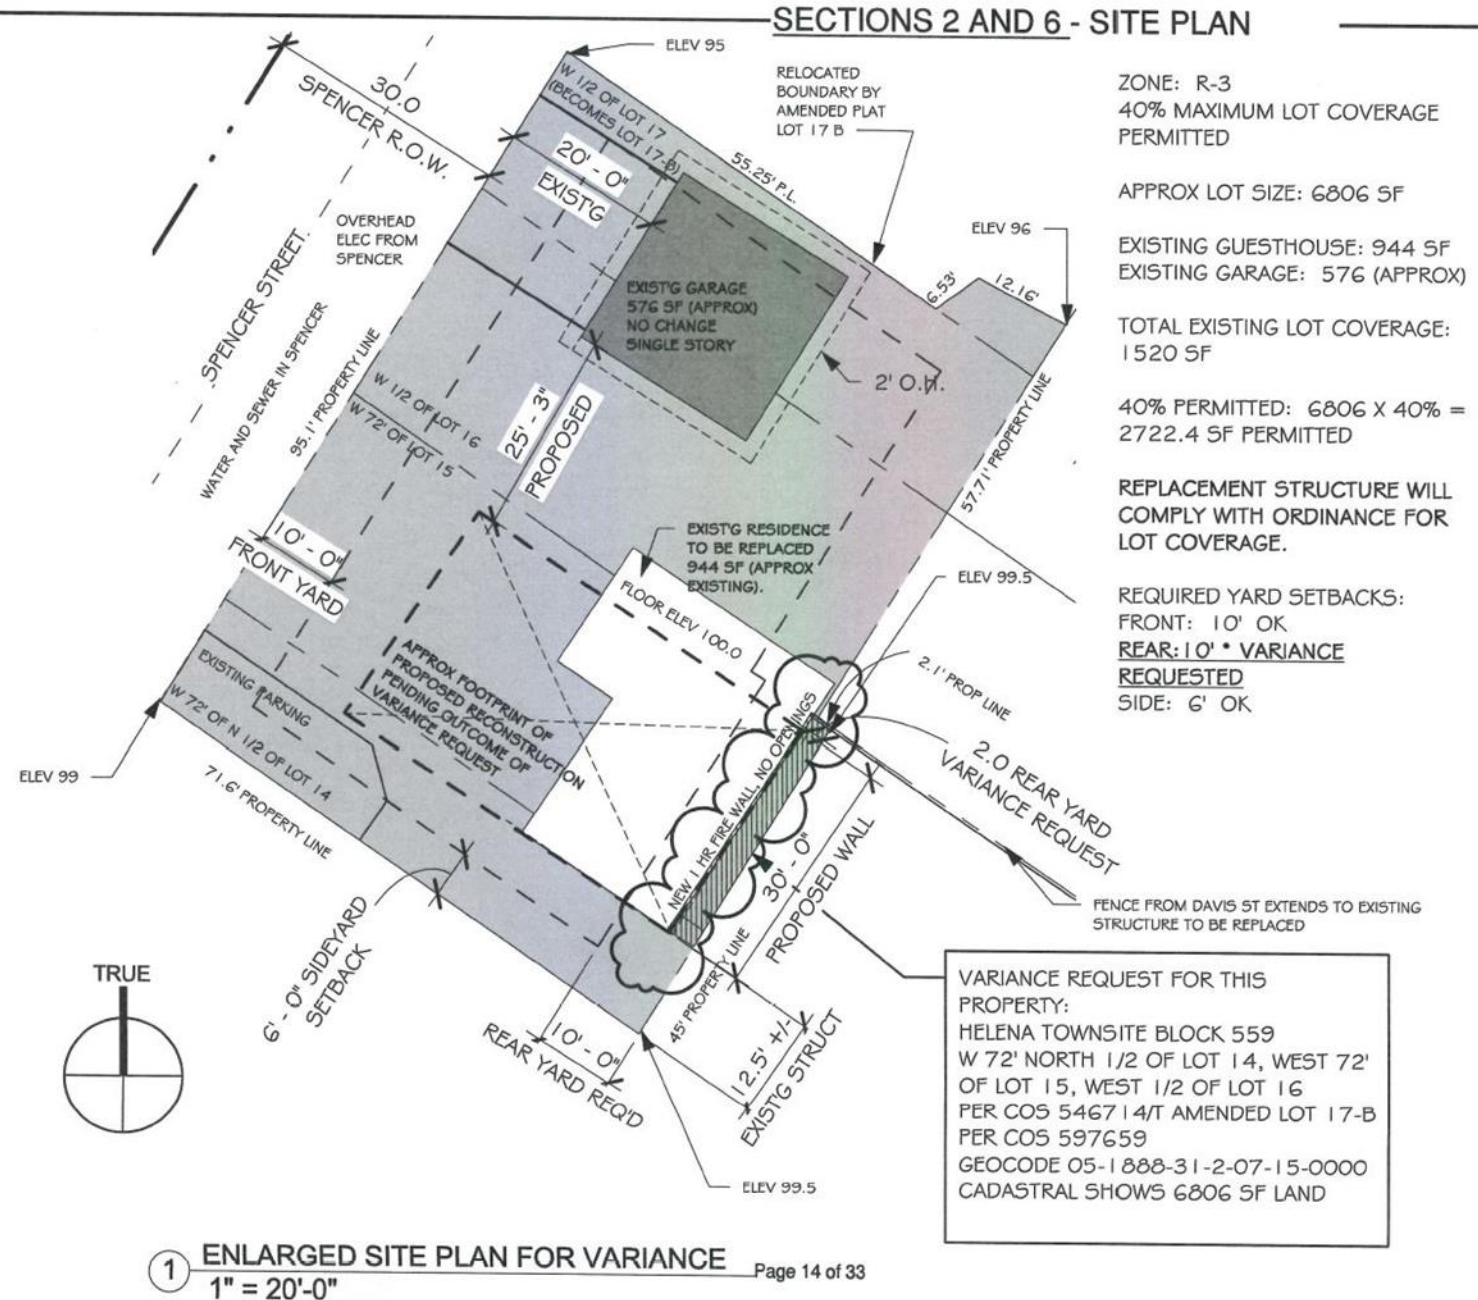 SECTIONS 2 AND 6 - SITE PLAN
ELEV 95
30.0
SPENCER R.O.W.
W 1/2 OF LOT 17
(BECOMES LOT 17-B)
RELOCATED
BOUNDARY BY
AMENDED PLAT
LOT 17 B
55.25' P.L.
20' - 0"
EXIST'G
OVERHEAD
ELEC FROM
SPENCER
ELEV 96
6.53'
12.16'
SPENCER STREET.
WATER AND SEWER IN SPENCER
95.1' PROPERTY LINE
EXIST'G GARAGE
576 SF (APPROX)
NO CHANGE
SINGLE STORY
2' O.H.
W 1/2 OF LOT 16
W 72' OF LOT 15
25' - 3"
PROPOSED
57.71' PROPERTY LINE
10' - 0"
FRONT YARD
EXIST'G RESIDENCE
TO BE REPLACED
944 SF (APPROX
EXISTING).
FLOOR ELEV 100.0
ELEV 99.5
2.1' PROP LINE
APPROX FOOTPRINT OF
PROPOSED RECONSTRUCTION
PENDING OUTCOME OF
VARIANCE REQUEST
EXISTING PARKING
W 72' OF N 1/2 OF LOT 14
71.6' PROPERTY LINE
ELEV 99
NEW 1 HR FIRE WALL, NO OPENINGS
2.0 REAR YARD
VARIANCE REQUEST
30' - 0"
PROPOSED WALL
FENCE FROM DAVIS ST EXTENDS TO EXISTING
STRUCTURE TO BE REPLACED
6' - 0" SIDEYARD
SETBACK
45' PROPERTY LINE
10' - 0"
REAR YARD REQ'D
12.5' +/-
EXIST'G STRUCT
ELEV 99.5
TRUE
ZONE: R-3
40% MAXIMUM LOT COVERAGE
PERMITTED
APPROX LOT SIZE: 6806 SF
EXISTING GUESTHOUSE: 944 SF
EXISTING GARAGE: 576 (APPROX)
TOTAL EXISTING LOT COVERAGE:
1520 SF
40% PERMITTED: 6806 X 40% =
2722.4 SF PERMITTED
REPLACEMENT STRUCTURE WILL
COMPLY WITH ORDINANCE FOR
LOT COVERAGE.
REQUIRED YARD SETBACKS:
FRONT: 10' OK
REAR: 10' * VARIANCE
REQUESTED
SIDE: 6' OK
VARIANCE REQUEST FOR THIS
PROPERTY:
HELENA TOWNSITE BLOCK 559
W 72' NORTH 1/2 OF LOT 14, WEST 72'
OF LOT 15, WEST 1/2 OF LOT 16
PER COS 546714/T AMENDED LOT 17-B
PER COS 597659
GEOCODE 05-1888-31-2-07-15-0000
CADASTRAL SHOWS 6806 SF LAND
1
ENLARGED SITE PLAN FOR VARIANCE
1" = 20'-0"
Page 14 of 33